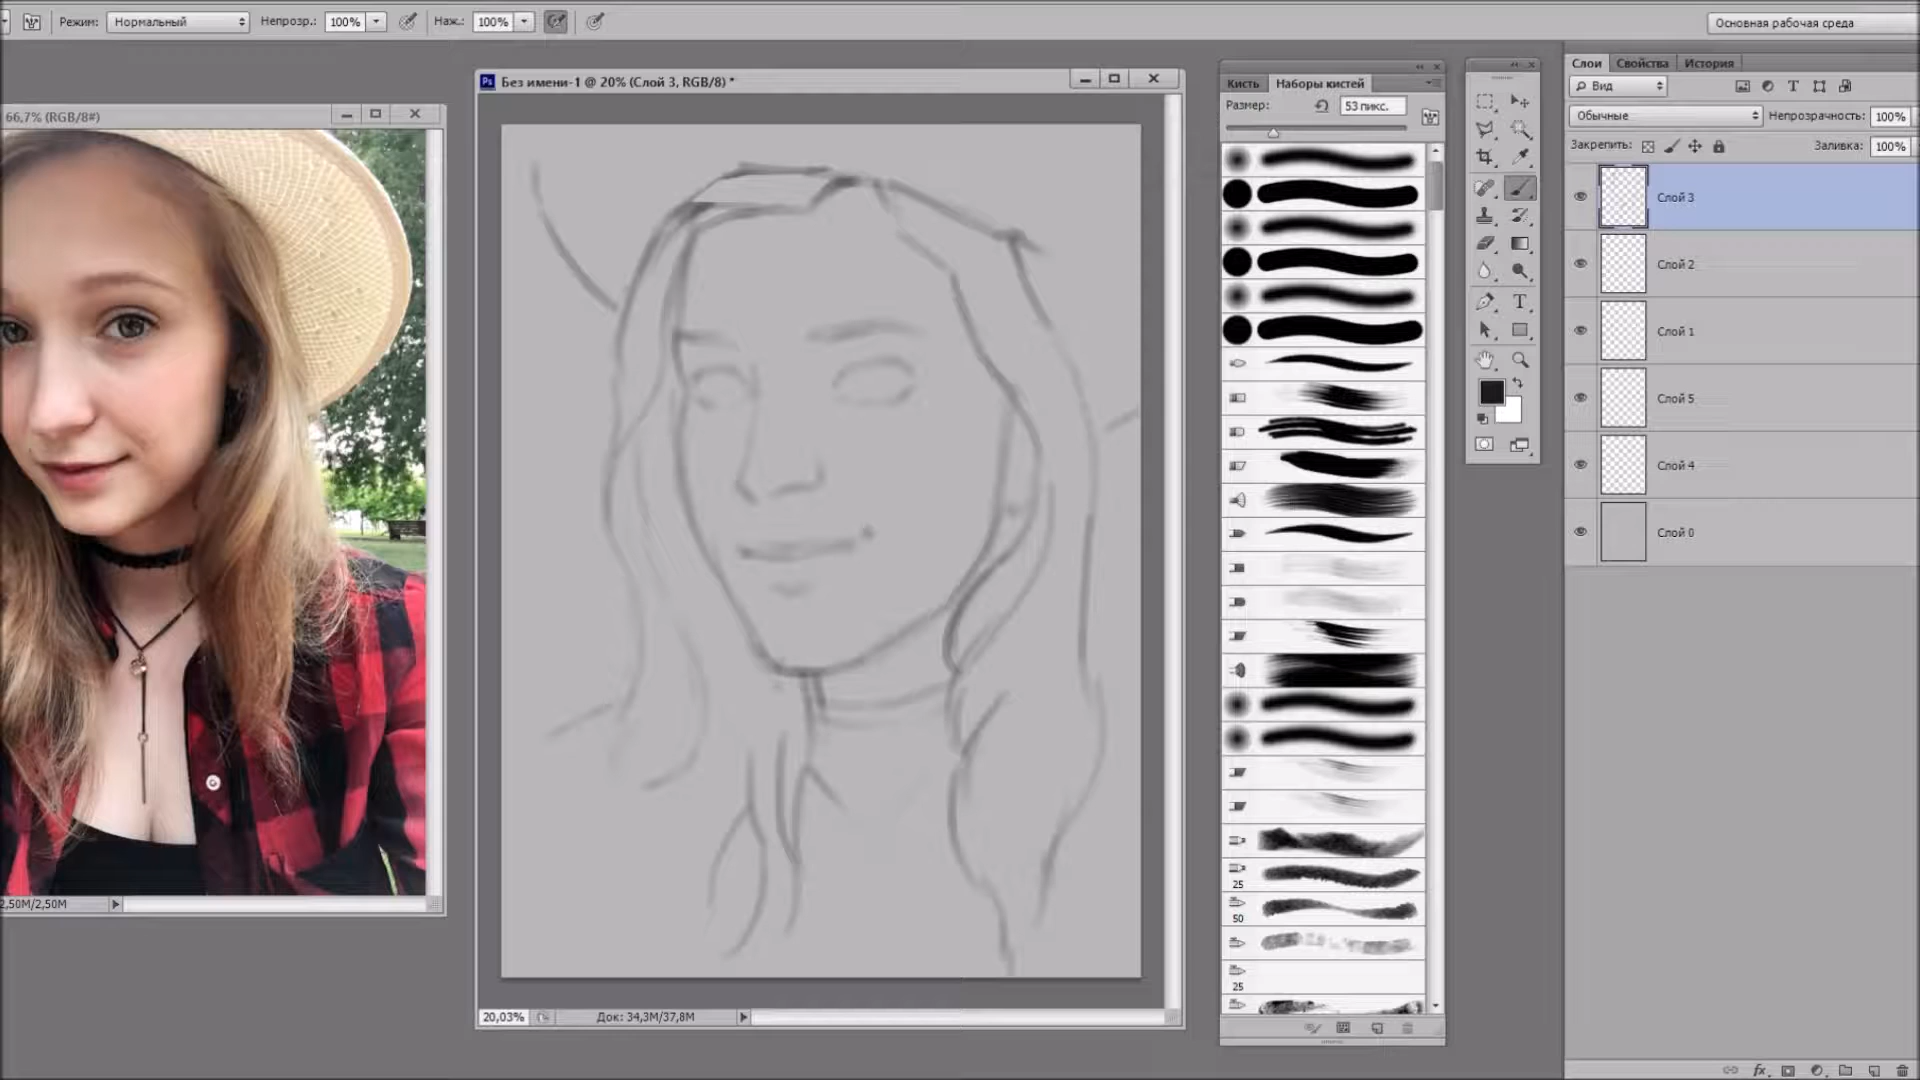 Режим: Нормальный Непрозр.: 100% Наж.: 100% Основная рабочая среда
66,7% (RGB/8#)
Ps Без имени-1 @ 20% (Слой 3, RGB/8) *
Кисть Наборы кистей
Размер: 53 пикс.
25
50
25
Слои Свойства История
Вид
Обычные Непрозрачность: 100%
Закрепить: Заливка: 100%
Слой 3
Слой 2
Слой 1
Слой 5
Слой 4
Слой 0
T
T
fx
2,50M/2,50M
20,03% Док: 34,3M/37,8M